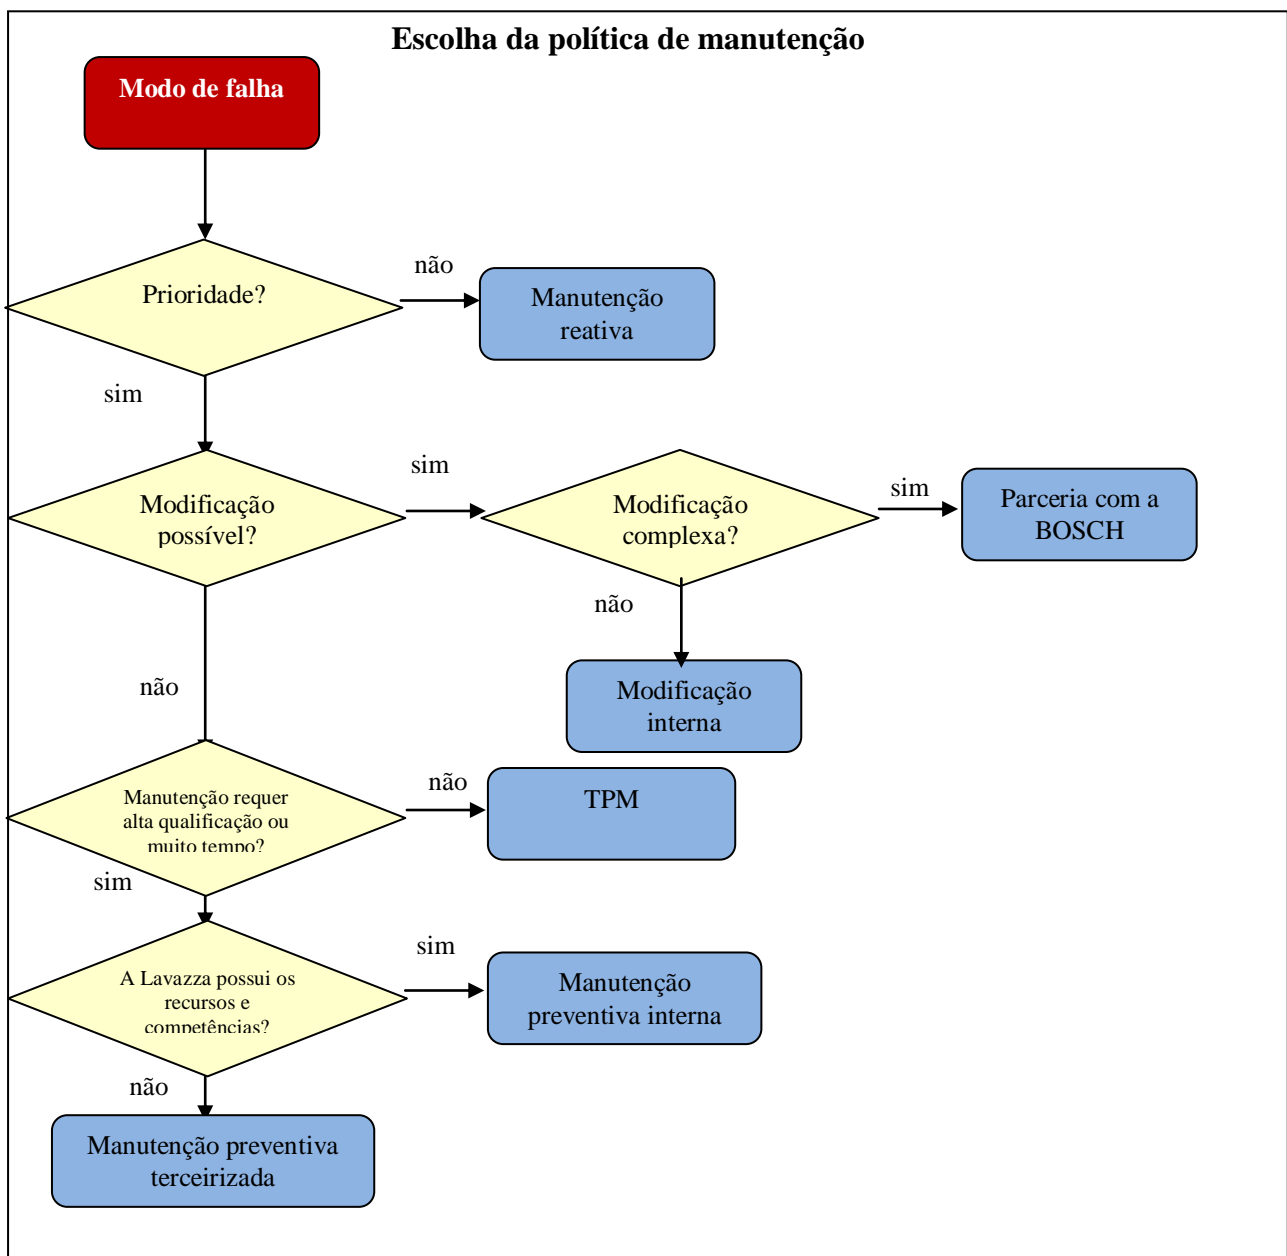 Escolha da política de manutenção
Modo de falha
Prioridade?
não
Manutenção
reativa
sim
Modificação
possível?
sim
Modificação
complexa?
sim
Parceria com a
BOSCH
não
Modificação
interna
não
Manutenção requer
alta qualificação ou
muito tempo?
não
TPM
sim
A Lavazza possui os
recursos e
competências?
sim
Manutenção
preventiva interna
não
Manutenção preventiva
terceirizada